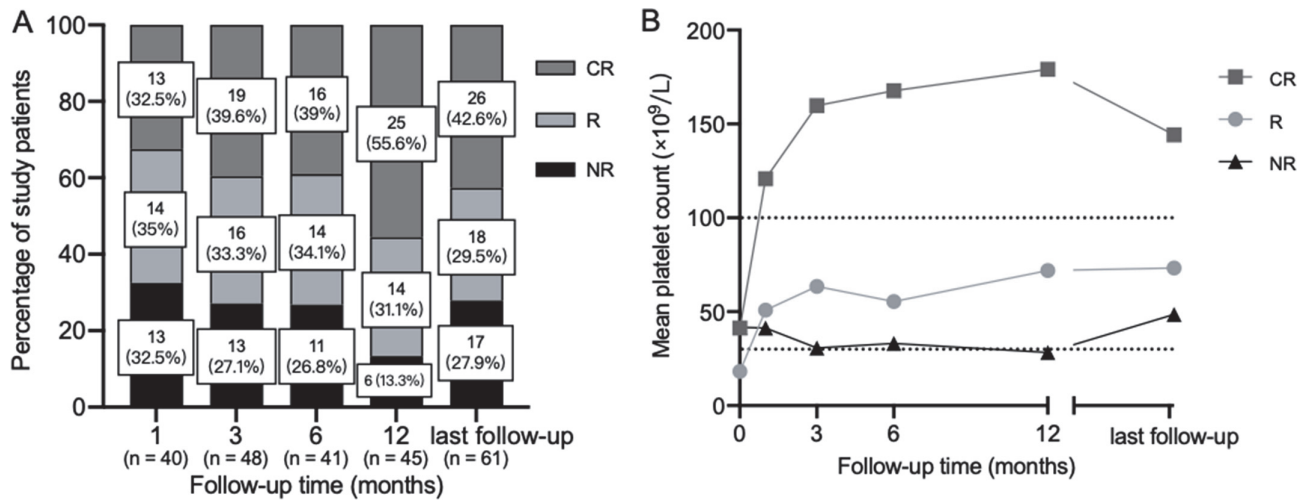 A
Percentage of study patients
100
80
60
40
20
0
13
(32.5%)
14
(35%)
13
(32.5%)
19
(39.6%)
16
(33.3%)
13
(27.1%)
16
(39%)
14
(34.1%)
11
(26.8%)
25
(55.6%)
14
(31.1%)
6 (13.3%)
26
(42.6%)
18
(29.5%)
17
(27.9%)
CR
R
NR
1 3 6 12 last follow-up
(n = 40) (n = 48) (n = 41) (n = 45) (n = 61)
Follow-up time (months)
B
Mean platelet count (×10⁹/L)
200
150
100
50
0
CR
R
NR
0 3 6 12 last follow-up
Follow-up time (months)